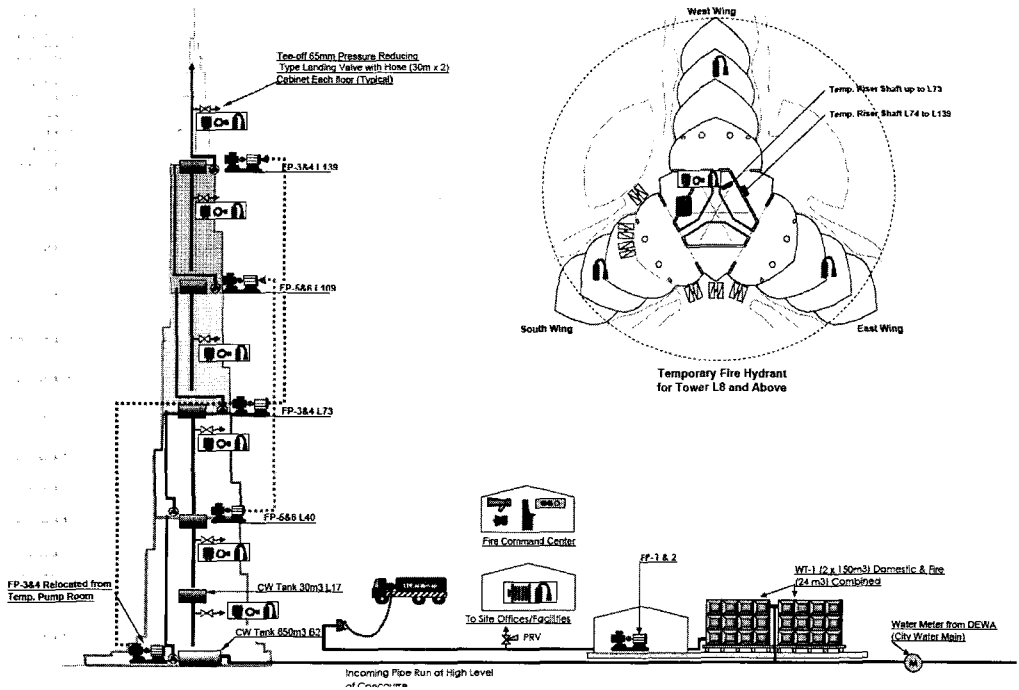 West Wing
Tee-off 65mm Pressure Reducing
Type Landing Valve with Hose (30m x 2)
Cabinet Each floor (Typical)
Temp. Riser Shaft up to L73
Temp. Riser Shaft L74 to L139
FP-3&4 L139
FP-5&6 L109
South Wing
East Wing
Temporary Fire Hydrant
for Tower L8 and Above
FP-3&4 L73
FP-5&6 L40
Fire Command Center
FP-1 & 2
WT-1 (2 x 150m3) Domestic & Fire
(24 m3) Combined
FP-3&4 Relocated from
Temp. Pump Room
CW Tank 30m3 L17
To Site Offices/Facilities
PRV
CW Tank 850m3 B2
Water Meter from DEWA
(City Water Main)
M
Incoming Pipe Run at High Level
of Concourse